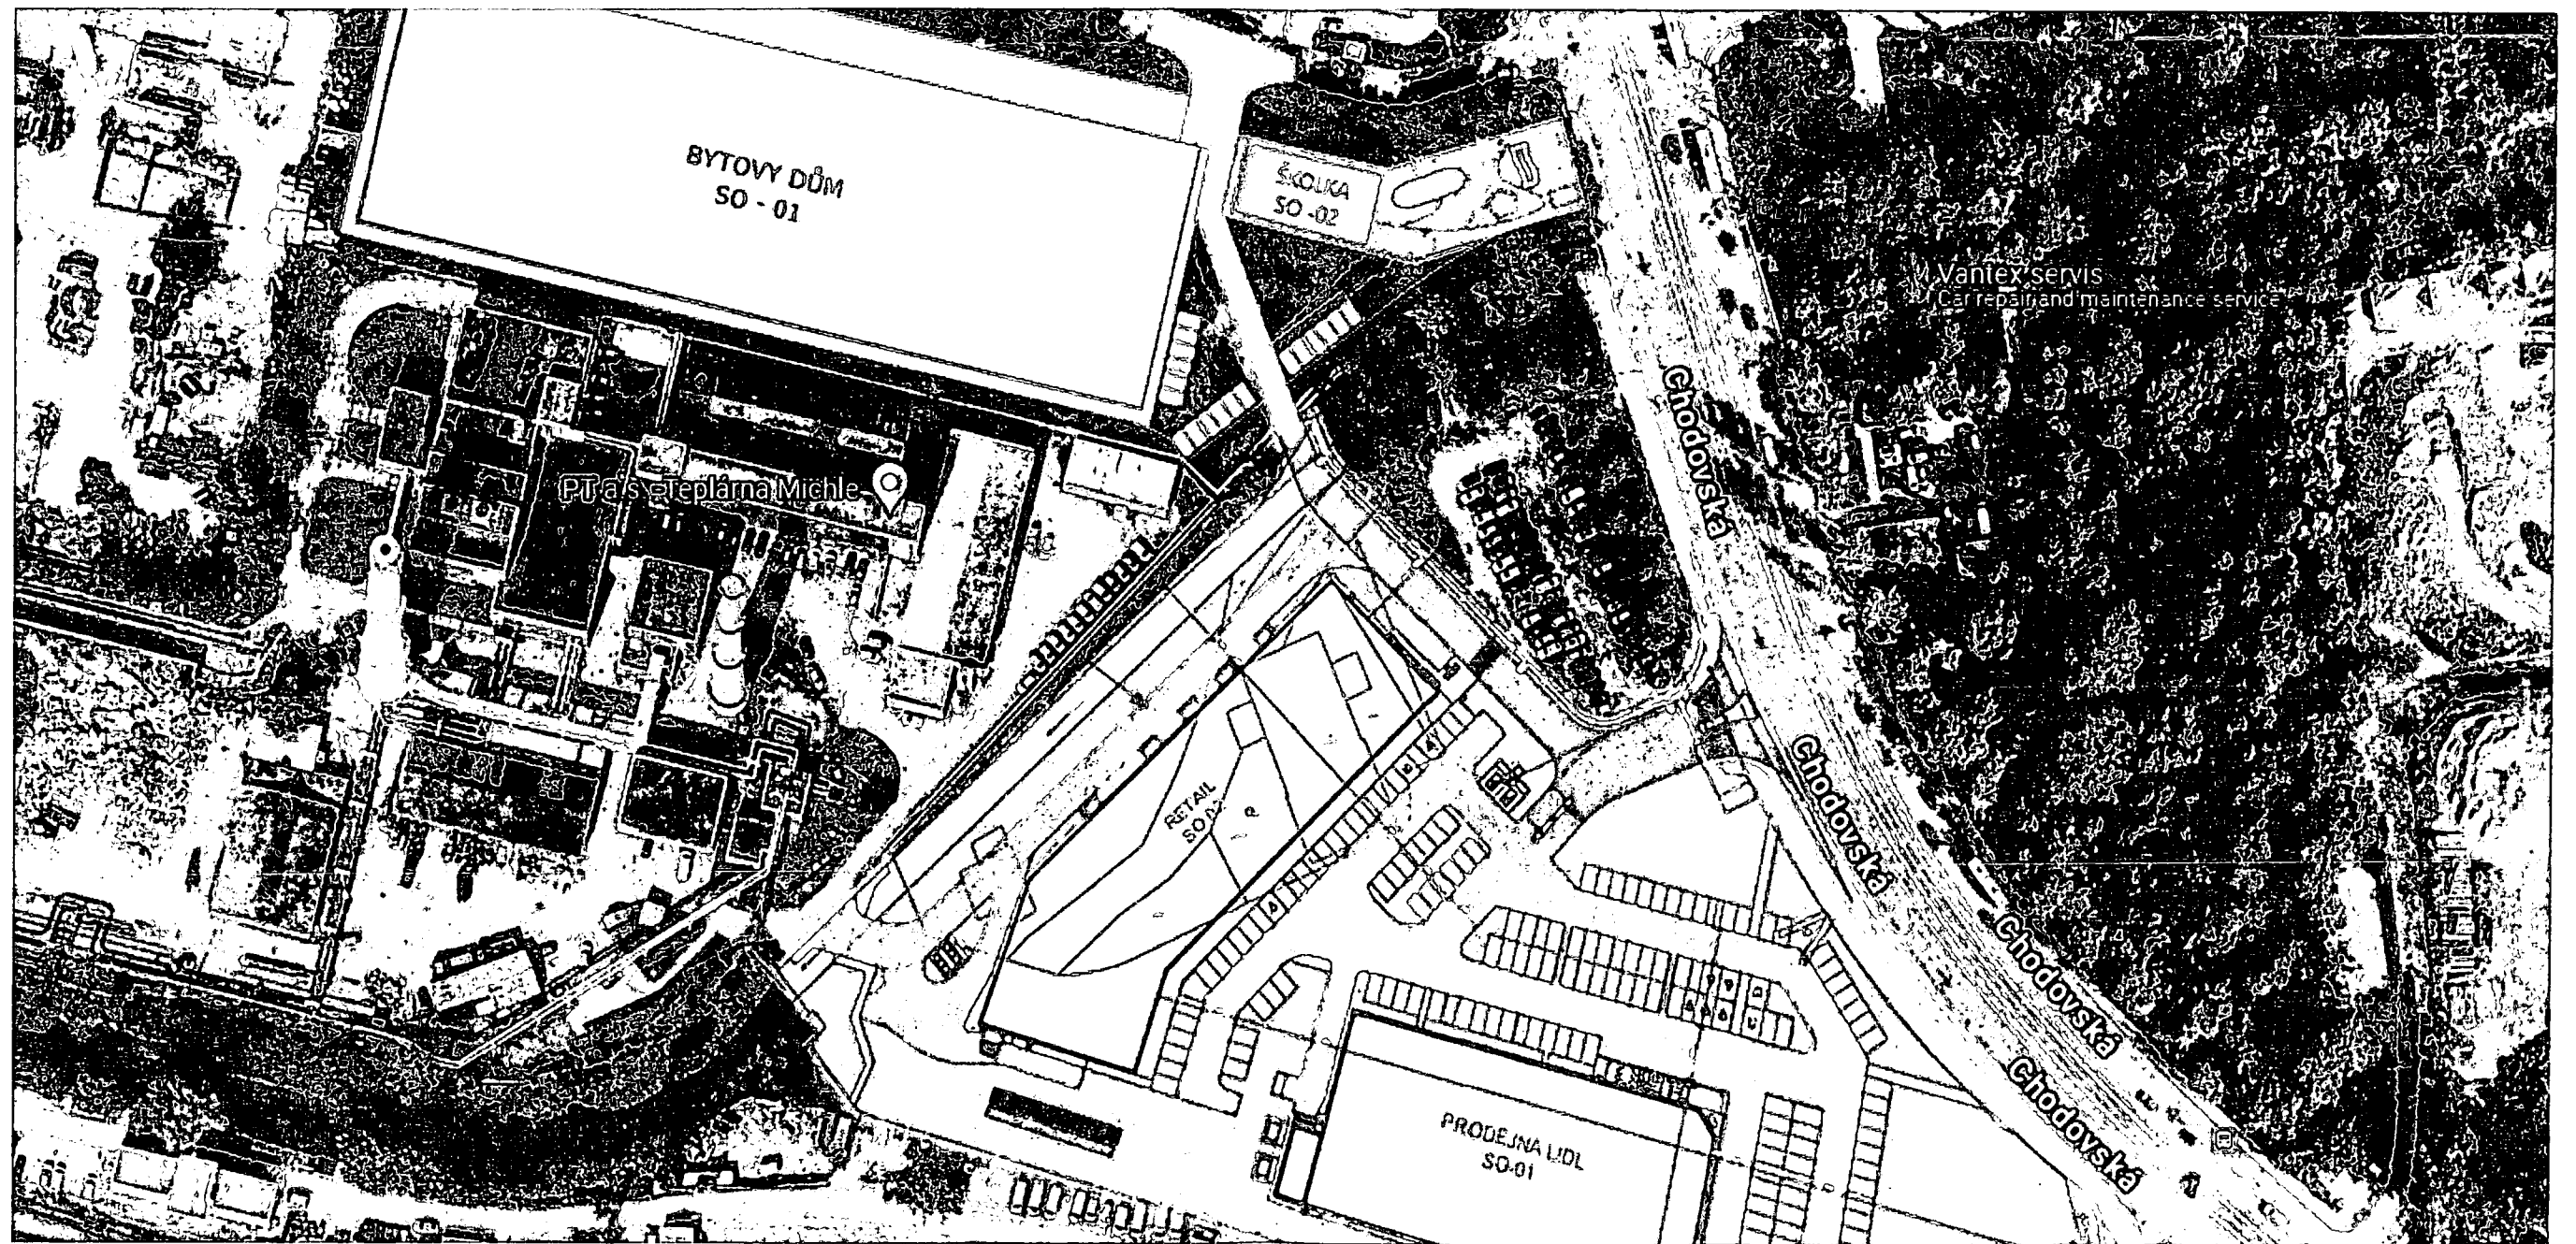 BYTOVY DŮM
SO - 01
ŠKOLKA
SO -02
Vantex servis
Car repair and maintenance service
Chodovská
PT a.s. - Teplárna Michle
Chodovská
RETAIL
SO
Chodovská
Chodovská
PRODEJNA LIDL
SO-01